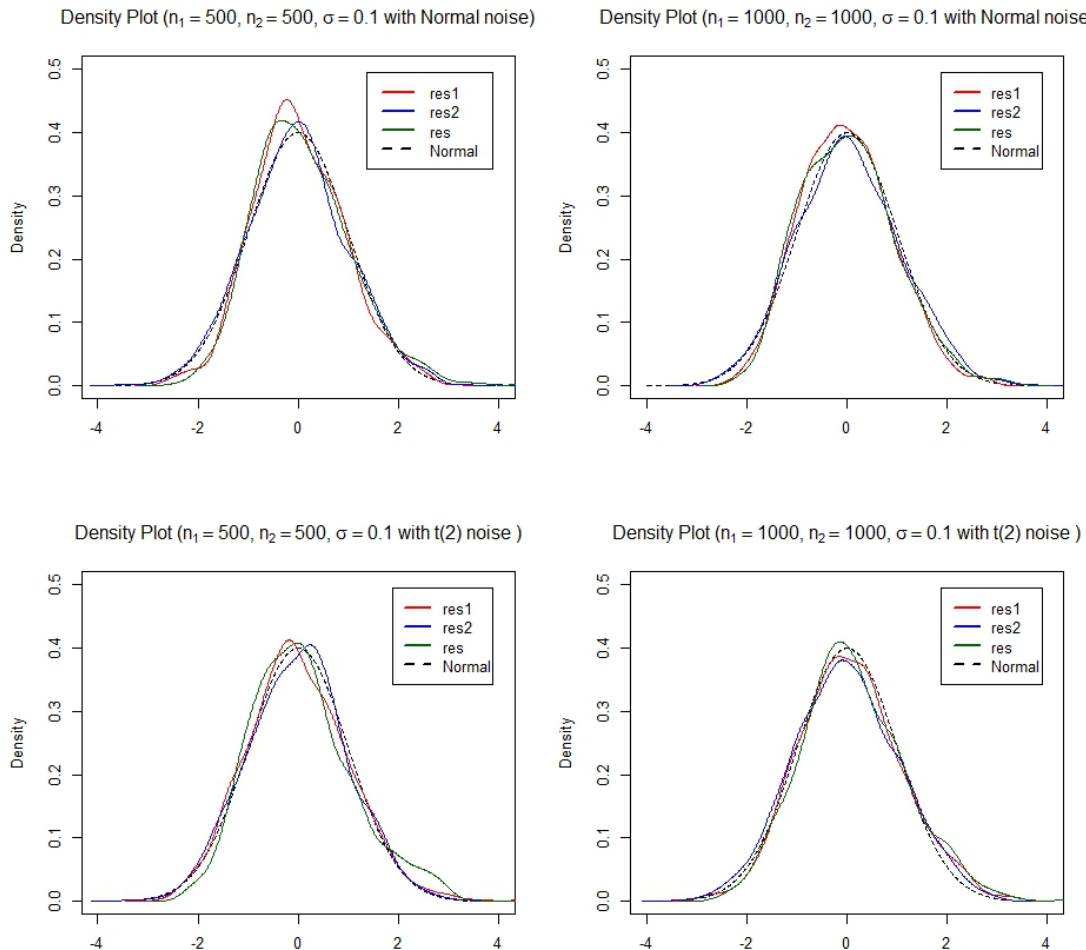 Density Plot (n₁ = 500, n₂ = 500, σ = 0.1 with Normal noise)
0.5
0.4
0.3
0.2
0.1
0.0
Density
res1
res2
res
Normal
-4 -2 0 2 4
Density Plot (n₁ = 1000, n₂ = 1000, σ = 0.1 with Normal noise
0.5
0.4
0.3
0.2
0.1
0.0
Density
res1
res2
res
Normal
-4 -2 0 2 4
Density Plot (n₁ = 500, n₂ = 500, σ = 0.1 with t(2) noise )
0.5
0.4
0.3
0.2
0.1
0.0
Density
res1
res2
res
Normal
-4 -2 0 2 4
Density Plot (n₁ = 1000, n₂ = 1000, σ = 0.1 with t(2) noise )
0.5
0.4
0.3
0.2
0.1
0.0
Density
res1
res2
res
Normal
-4 -2 0 2 4